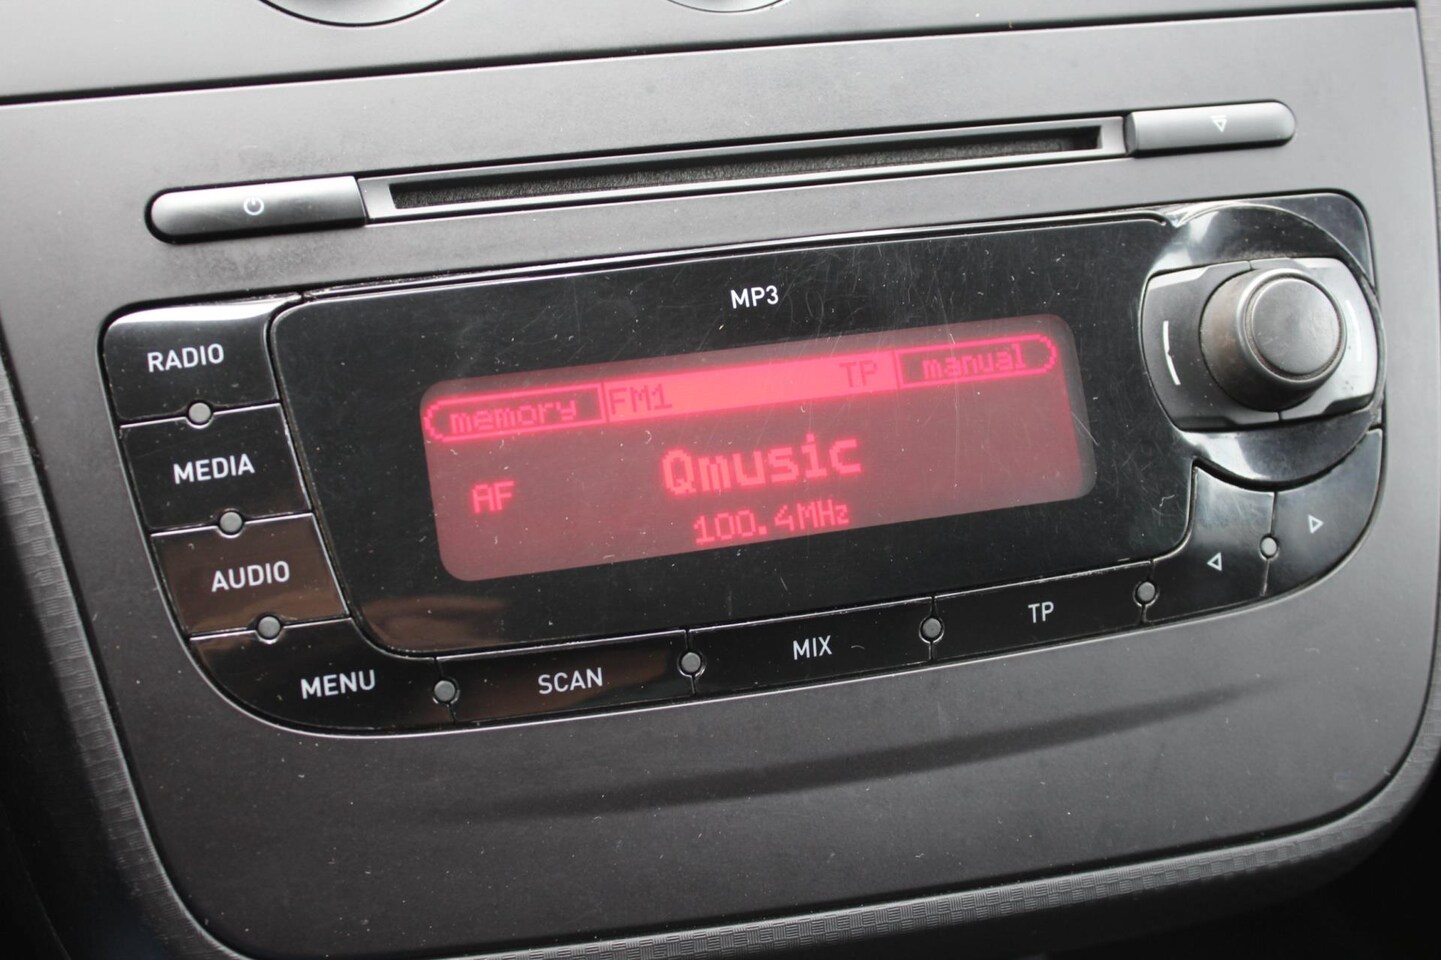 MP3
RADIO
MEDIA
AUDIO
MENU
memory FM1 TP manual
Qmusic
AF
100.4MHz
SCAN
MIX
TP